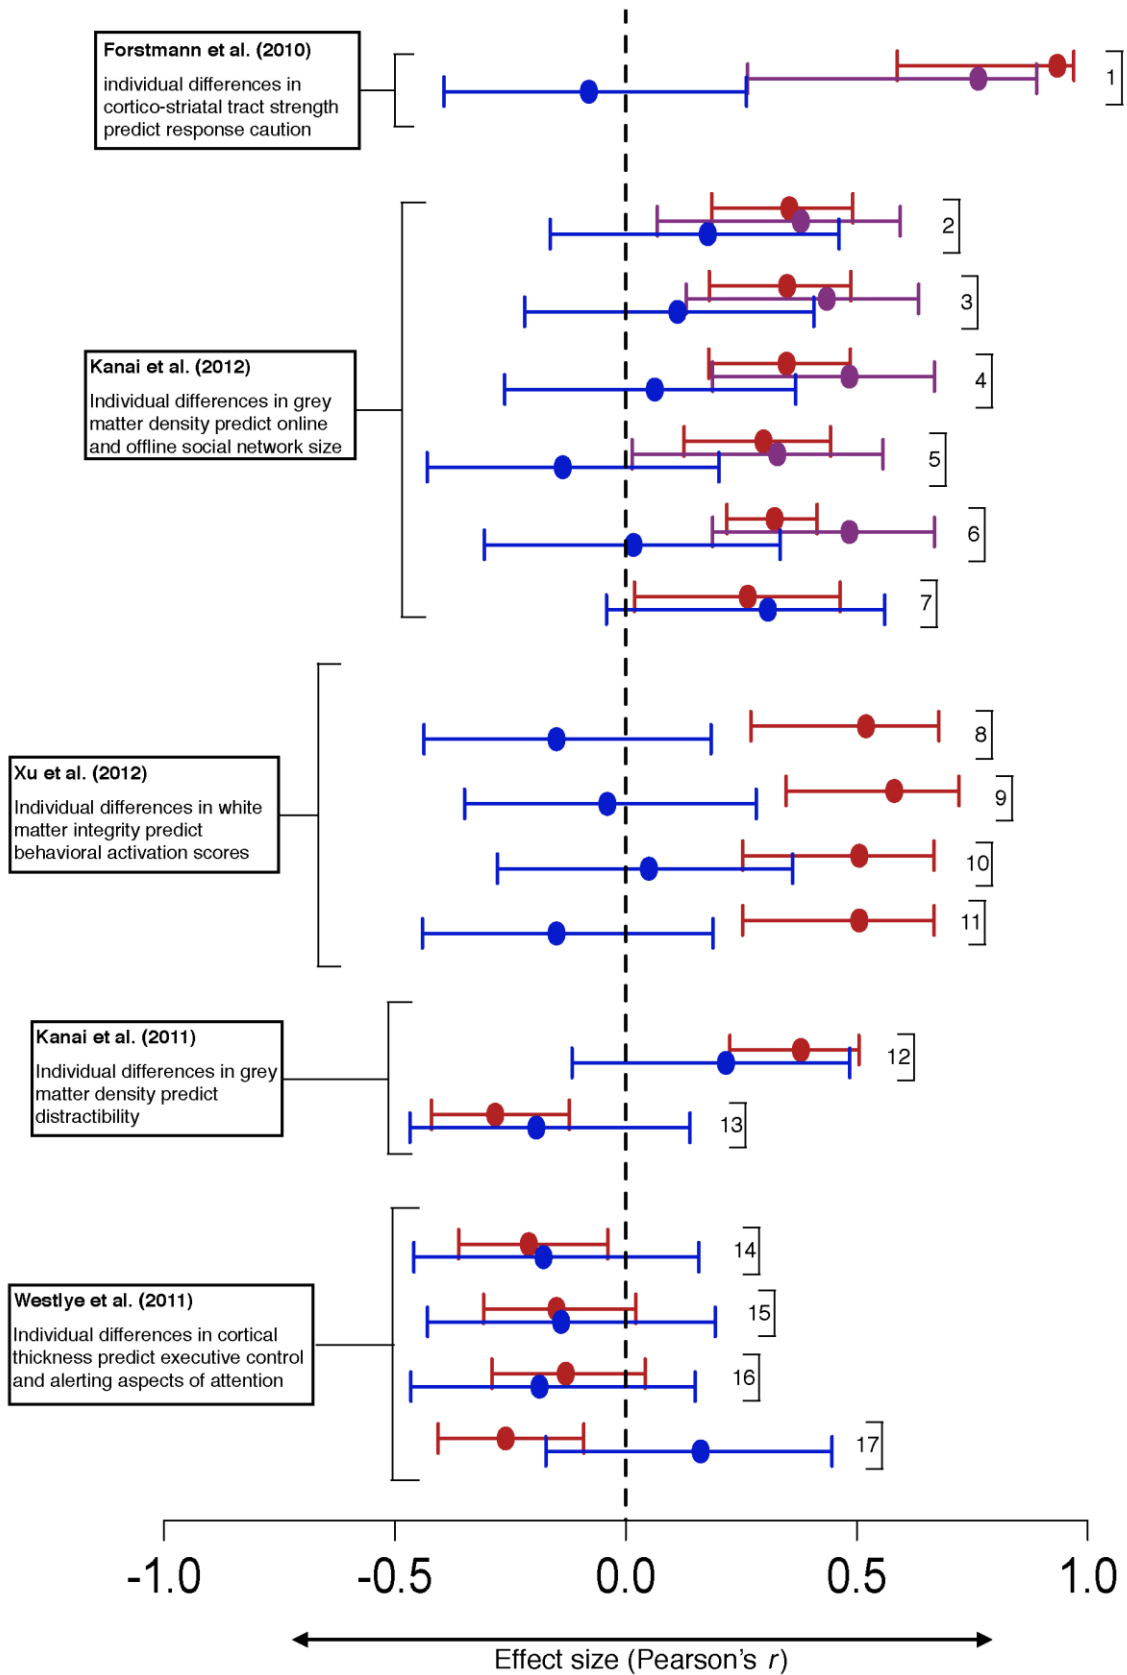 Forstmann et al. (2010)
individual differences in
cortico-striatal tract strength
predict response caution
1
2
3
4
5
6
7
Kanai et al. (2012)
Individual differences in grey
matter density predict online
and offline social network size
8
9
10
11
Xu et al. (2012)
Individual differences in white
matter integrity predict
behavioral activation scores
12
13
Kanai et al. (2011)
Individual differences in grey
matter density predict
distractibility
14
15
16
17
Westlye et al. (2011)
Individual differences in cortical
thickness predict executive control
and alerting aspects of attention
-1.0 -0.5 0.0 0.5 1.0
Effect size (Pearson's r)